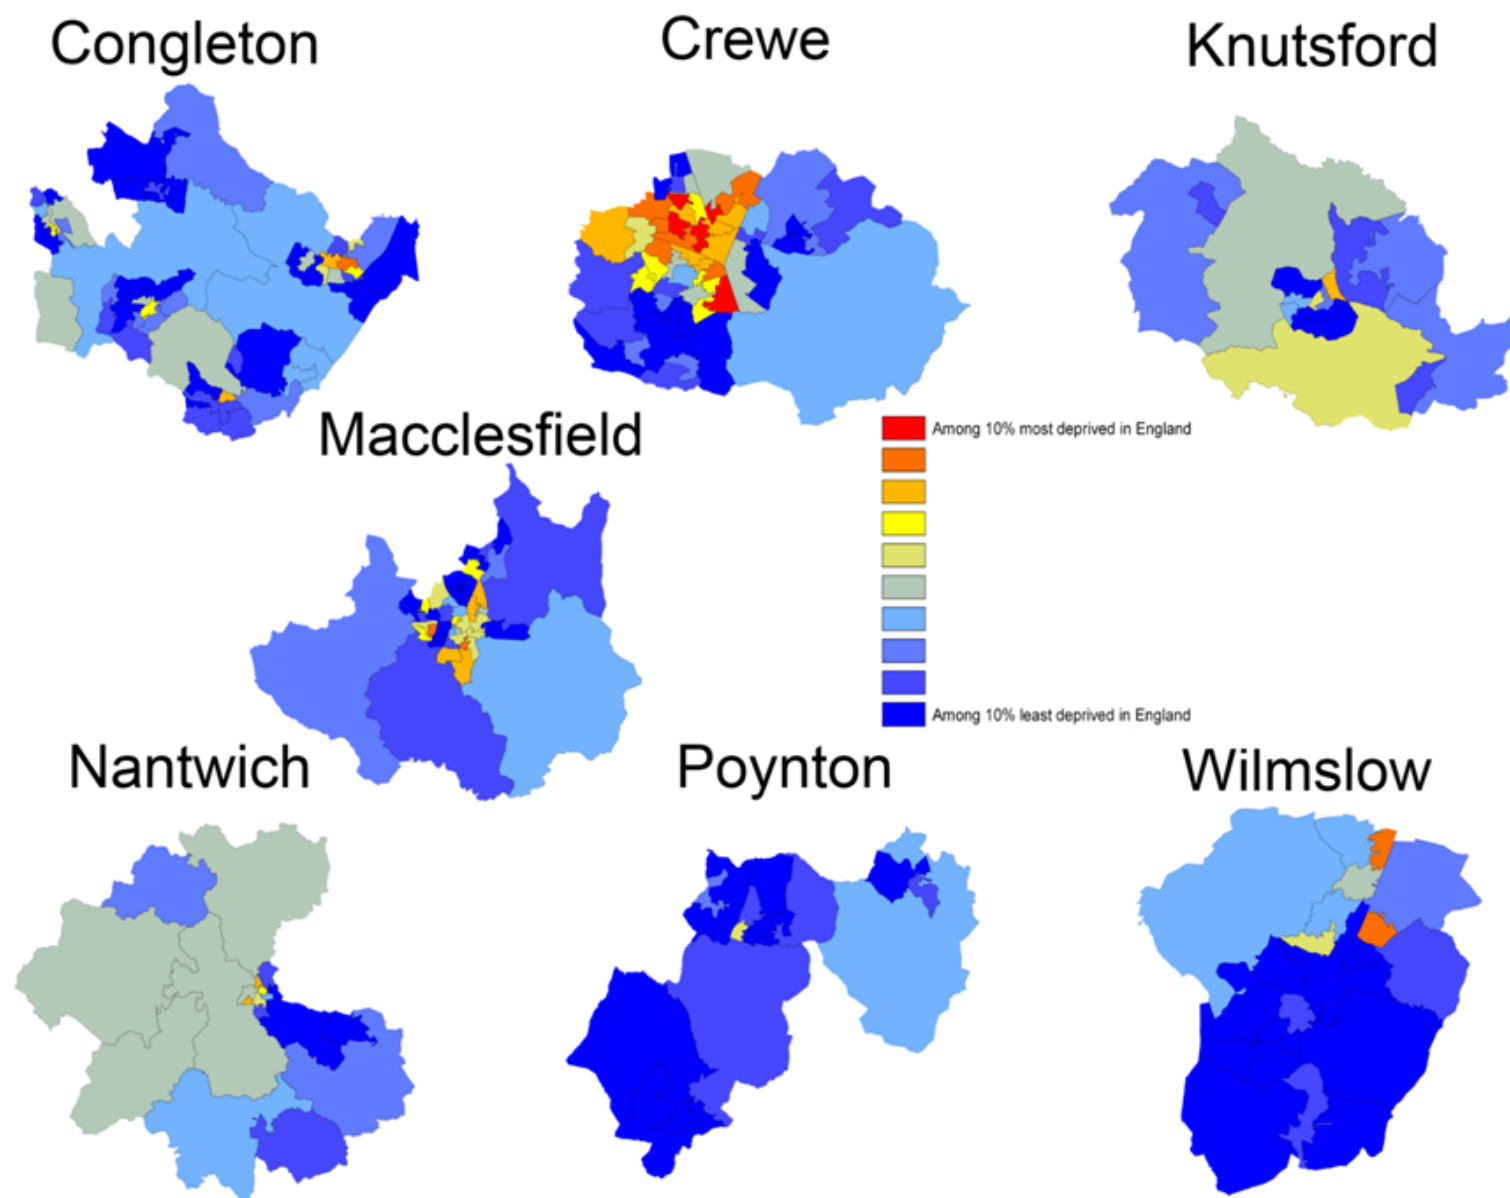 Congleton
Crewe
Knutsford
Macclesfield
Among 10% most deprived in England
Among 10% least deprived in England
Nantwich
Poynton
Wilmslow